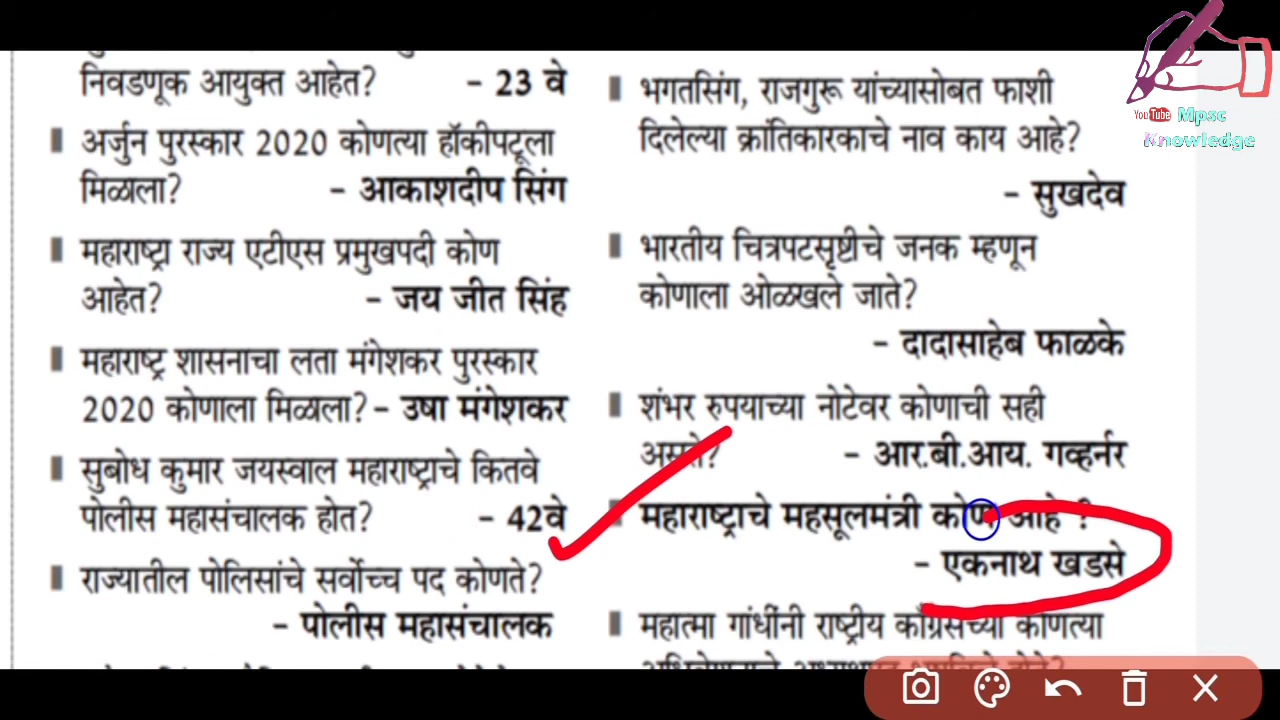 निवडणूक आयुक्त आहेत? - 23 वे
अर्जुन पुरस्कार 2020 कोणत्या हॉकीपटूला
मिळाला? - आकाशदीप सिंग
महाराष्ट्रा राज्य एटीएस प्रमुखपदी कोण
आहेत? - जय जीत सिंह
महाराष्ट्र शासनाचा लता मंगेशकर पुरस्कार
2020 कोणाला मिळाला? - उषा मंगेशकर
सुबोध कुमार जयस्वाल महाराष्ट्राचे कितवे
पोलीस महासंचालक होत? - 42वे
राज्यातील पोलिसांचे सर्वोच्च पद कोणते?
- पोलीस महासंचालक
भगतसिंग, राजगुरू यांच्यासोबत फाशी
दिलेल्या क्रांतिकारकाचे नाव काय आहे?
- सुखदेव
भारतीय चित्रपटसृष्टीचे जनक म्हणून
कोणाला ओळखले जाते?
- दादासाहेब फाळके
शंभर रुपयाच्या नोटेवर कोणाची सही
असते? - आर.बी.आय. गव्हर्नर
महाराष्ट्राचे महसूलमंत्री कोण आहे ?
- एकनाथ खडसे
महात्मा गांधींनी राष्ट्रीय काँग्रेसच्या कोणत्या
YouTube Mpsc
Knowledge